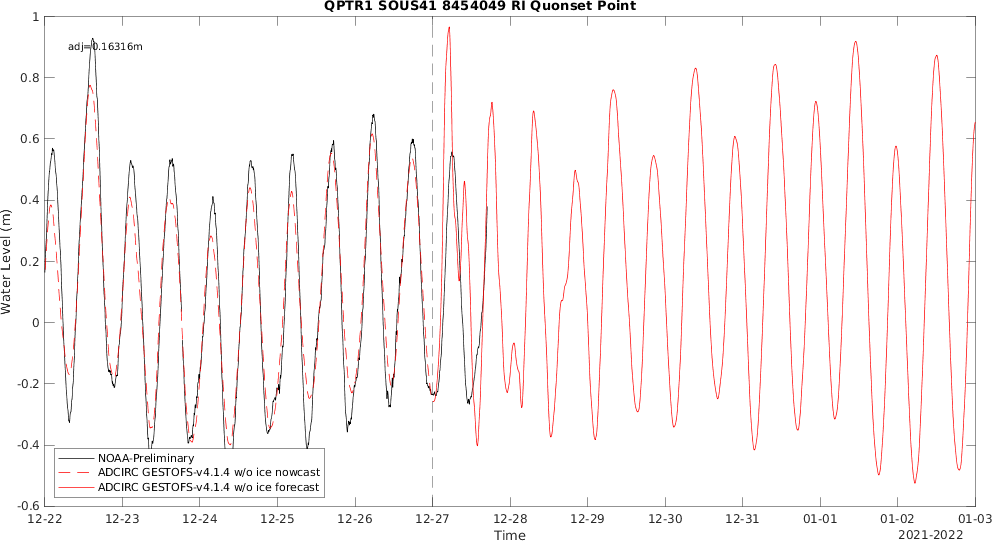 QPTR1 SOUS41 8454049 RI Quonset Point
adj=0.16316m
1
0.8
0.6
0.4
0.2
0
-0.2
-0.4
-0.6
Water Level (m)
NOAA-Preliminary
ADCIRC GESTOFS-v4.1.4 w/o ice nowcast
ADCIRC GESTOFS-v4.1.4 w/o ice forecast
12-22 12-23 12-24 12-25 12-26 12-27 12-28 12-29 12-30 12-31 01-01 01-02 01-03
Time
2021-2022